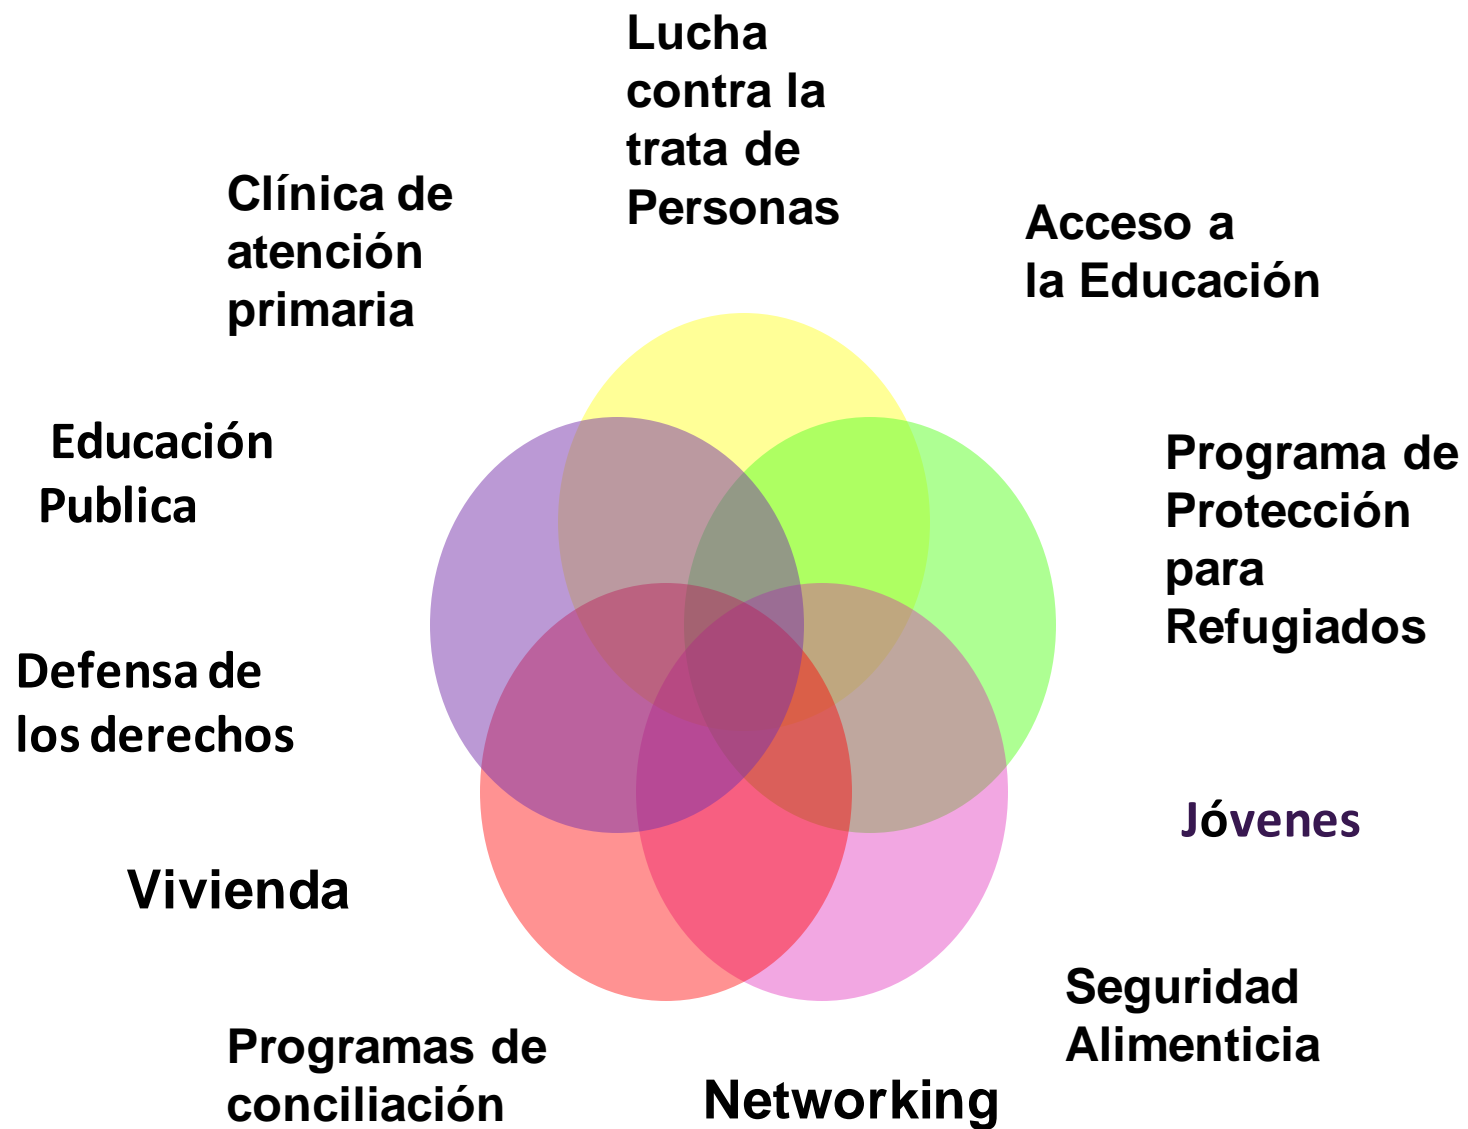 Lucha
contra la
trata de
Personas
Clínica de
atención
primaria
Acceso a
la Educación
Educación
Publica
Programa de
Protección
para
Refugiados
Defensa de
los derechos
Jóvenes
Vivienda
Seguridad
Alimenticia
Programas de
conciliación
Networking